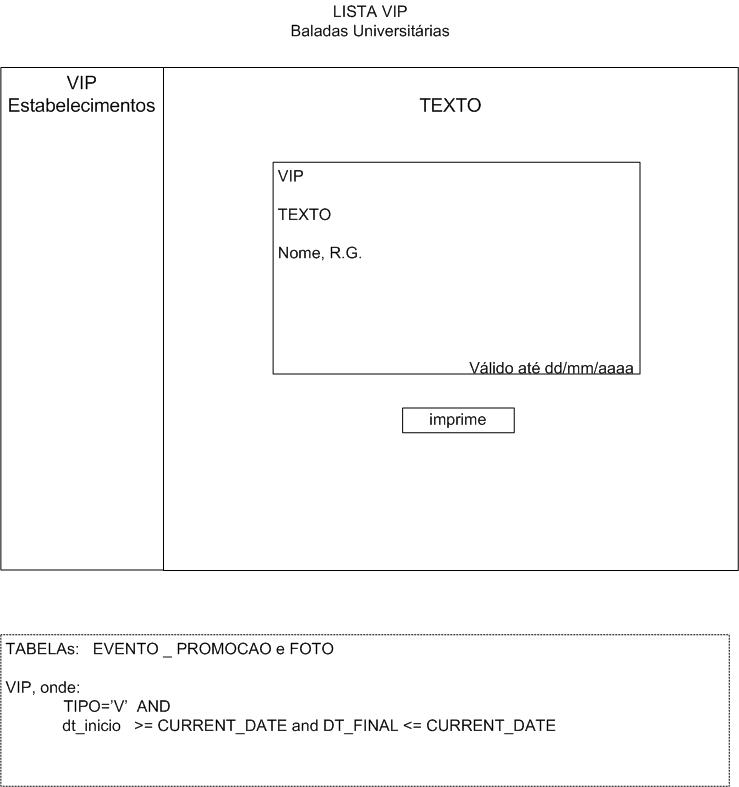 LISTA VIP
Baladas Universitárias
VIP
Estabelecimentos
TEXTO
VIP
TEXTO
Nome, R.G.
Válido até dd/mm/aaaa
imprime
TABELAs: EVENTO _ PROMOCAO e FOTO
VIP, onde:
TIPO='V' AND
dt_inicio >= CURRENT_DATE and DT_FINAL <= CURRENT_DATE